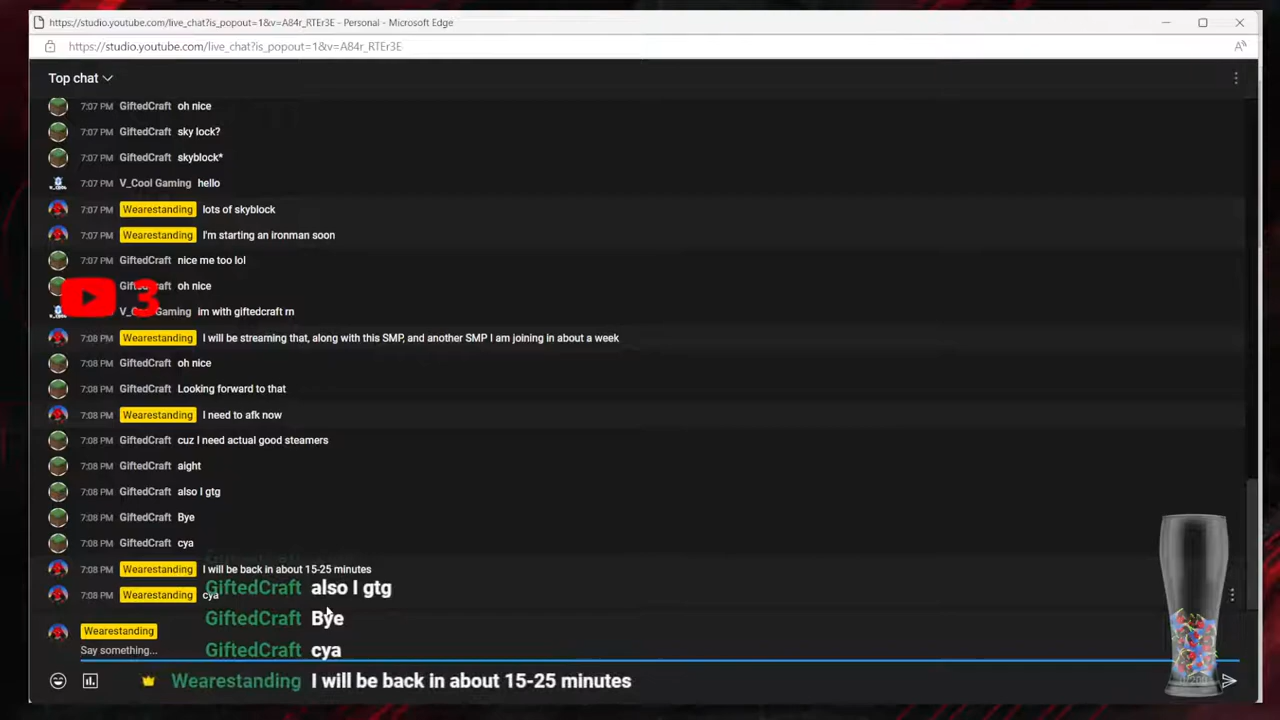 https://studio.youtube.com/live_chat?is_popout=1&v=A84r_RTEr3E - Personal - Microsoft Edge
https://studio.youtube.com/live_chat?is_popout=1&v=A84r_RTEr3E
Top chat
7:07 PM GiftedCraft oh nice
7:07 PM GiftedCraft sky lock?
7:07 PM GiftedCraft skyblock*
7:07 PM V_Cool Gaming hello
7:07 PM Wearestanding lots of skyblock
7:07 PM Wearestanding I'm starting an ironman soon
7:07 PM GiftedCraft nice me too lol
GiftedCraft oh nice
3
V_Cool Gaming im with giftedcraft rn
7:08 PM Wearestanding I will be streaming that, along with this SMP, and another SMP I am joining in about a week
7:08 PM GiftedCraft oh nice
7:08 PM GiftedCraft Looking forward to that
7:08 PM Wearestanding I need to afk now
7:08 PM GiftedCraft cuz I need actual good steamers
7:08 PM GiftedCraft aight
7:08 PM GiftedCraft also I gtg
7:08 PM GiftedCraft Bye
7:08 PM GiftedCraft cya
7:08 PM Wearestanding I will be back in about 15-25 minutes
7:08 PM Wearestanding cya
GiftedCraft also I gtg
GiftedCraft Bye
Wearestanding
Say something...
GiftedCraft cya
Wearestanding I will be back in about 15-25 minutes